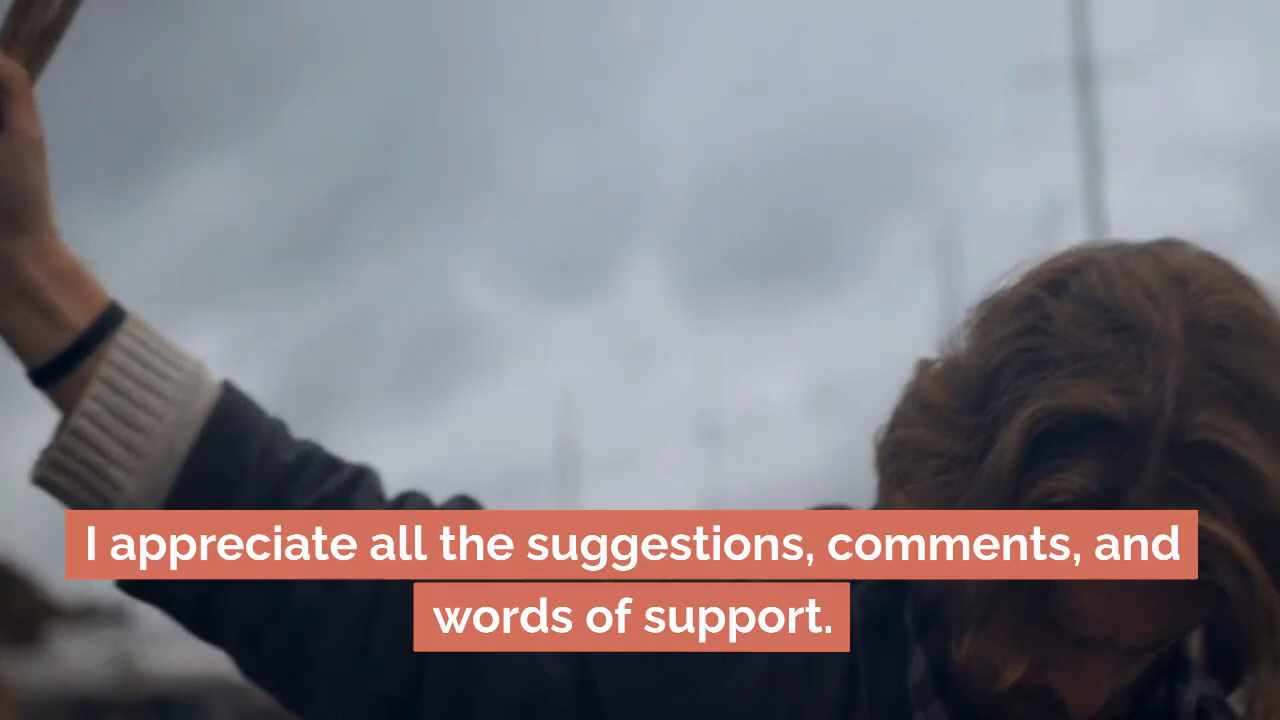 I appreciate all the suggestions, comments, and
words of support.